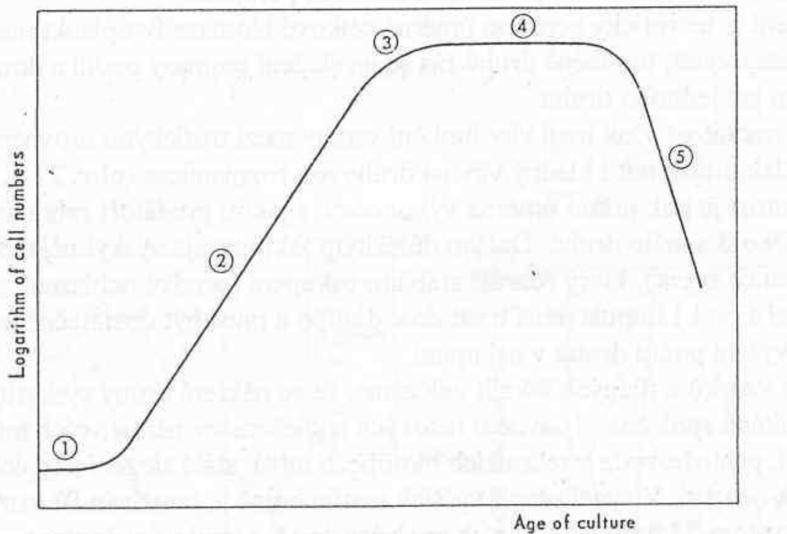 ①
②
③
④
⑤
Logarithm of cell numbers
Age of culture